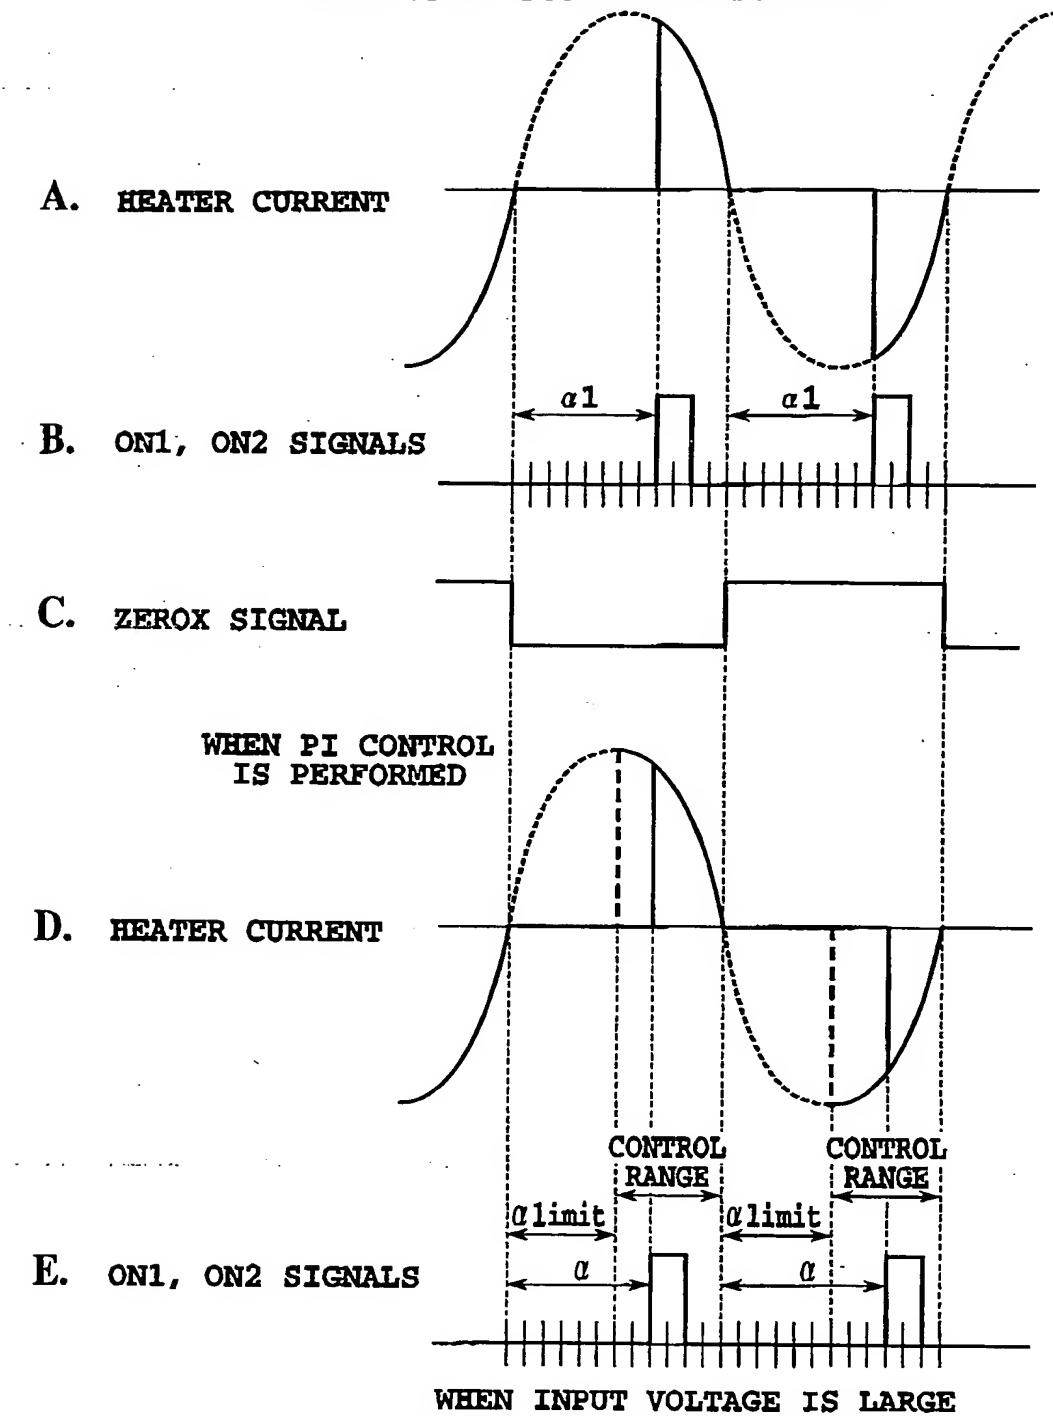 A. HEATER CURRENT
α1 α1
B. ON1, ON2 SIGNALS
C. ZEROX SIGNAL
WHEN PI CONTROL
IS PERFORMED
D. HEATER CURRENT
CONTROL CONTROL
RANGE RANGE
αlimit αlimit
E. ON1, ON2 SIGNALS
α α
WHEN INPUT VOLTAGE IS LARGE